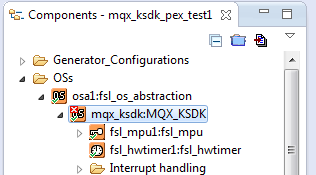 Components - mqx_ksdk_pex_test1
Generator_Configurations
OSs
osa1:fsl_os_abstraction
mqx_ksdk:MQX_KSDK
fsl_mpu1:fsl_mpu
fsl_hwtimer1:fsl_hwtimer
Interrupt handling